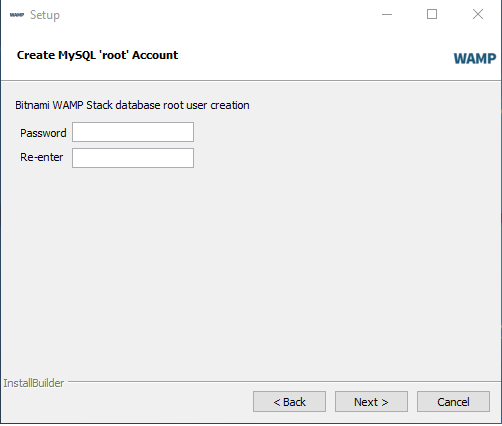 WAMP Setup
Create MySQL 'root' Account
WAMP
Bitnami WAMP Stack database root user creation
Password
Re-enter
InstallBuilder
< Back Next > Cancel